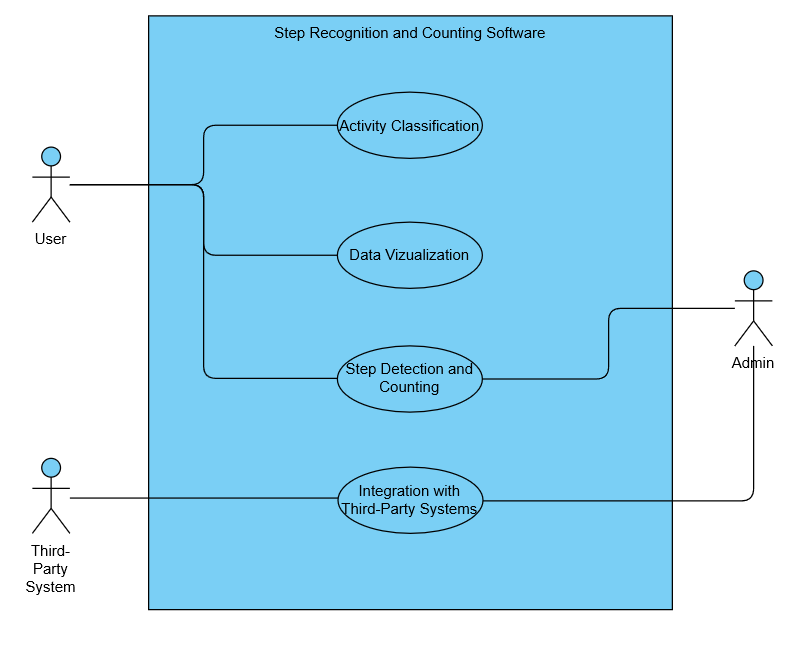 Step Recognition and Counting Software
Activity Classification
User
Data Vizualization
Admin
Step Detection and
Counting
Integration with
Third-Party Systems
Third-
Party
System